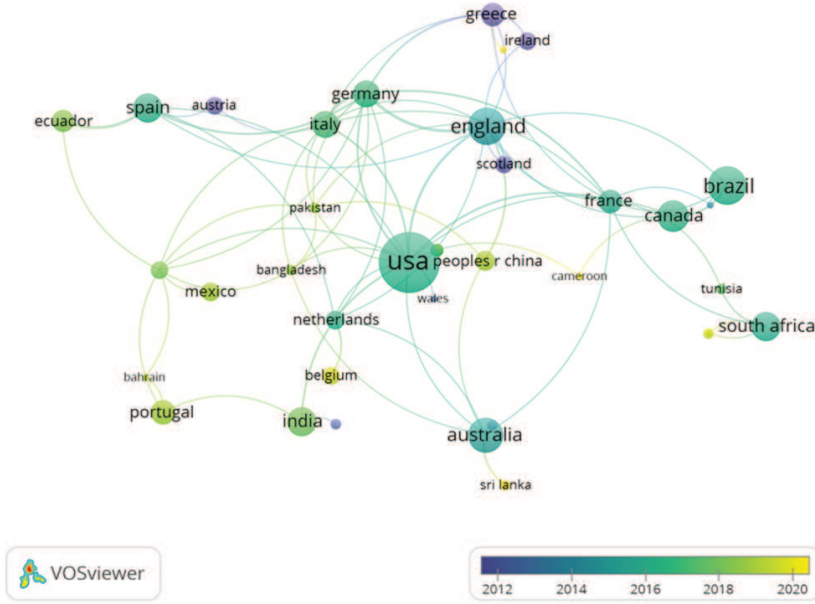 greece
ireland
germany
spain
austria
ecuador
italy
england
scotland
brazil
france
canada
pakistan
usa
peoples r china
bangladesh
cameroon
mexico
wales
tunisia
netherlands
south africa
bahrain
belgium
portugal
india
australia
sri lanka
VOSviewer
2012 2014 2016 2018 2020